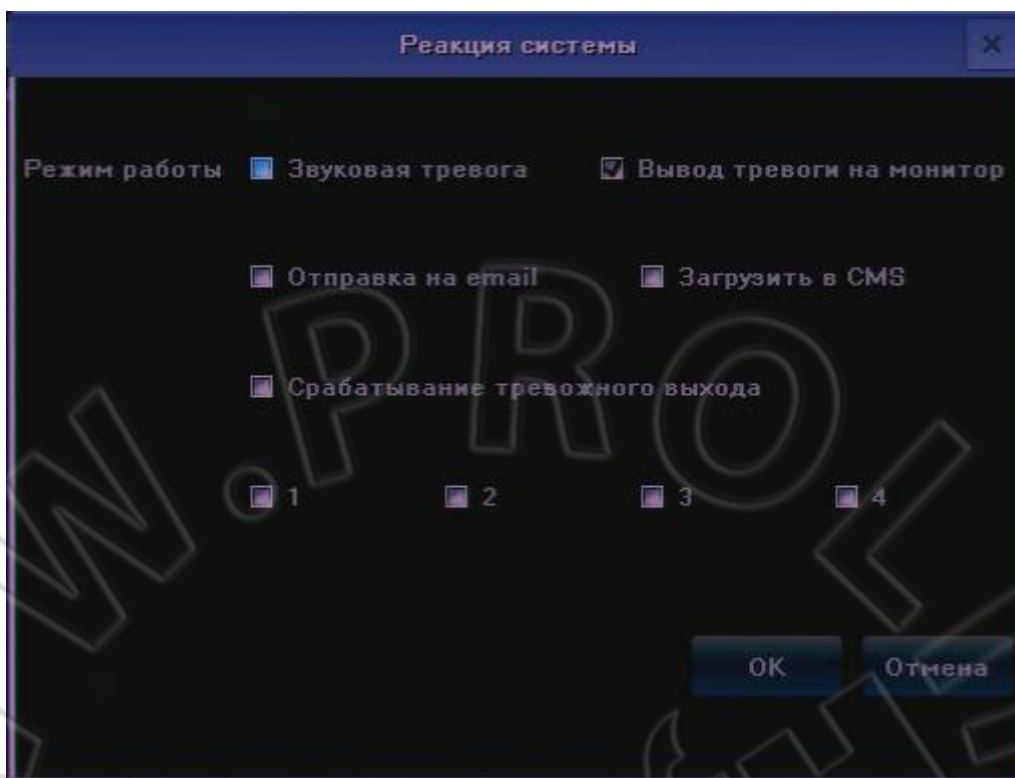 Реакция системы
Режим работы Звуковая тревога Вывод тревоги на монитор
Отправка на email Загрузить в CMS
Срабатывание тревожного выхода
1 2 3 4
OK Отмена
W.PROL